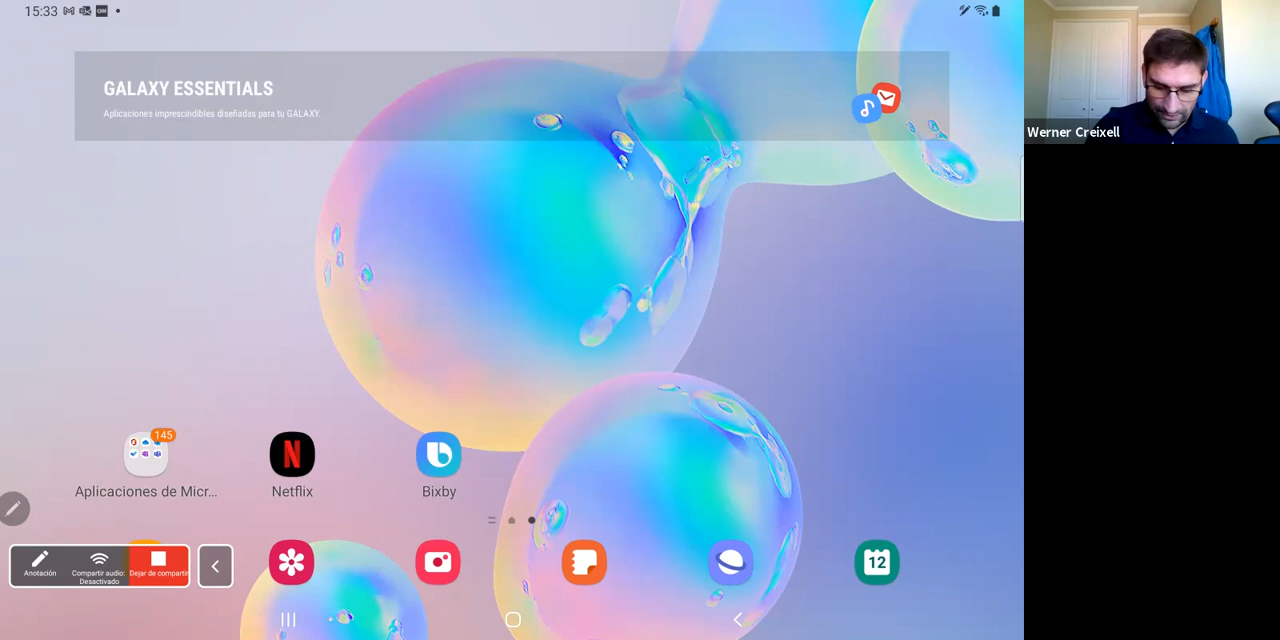 15:33
GALAXY ESSENTIALS
Aplicaciones imprescindibles diseñadas para tu GALAXY.
Werner Creixell
145
Aplicaciones de Micr...
Netflix
Bixby
Anotación
Compartir audio:
Desactivado
Dejar de compartir
12